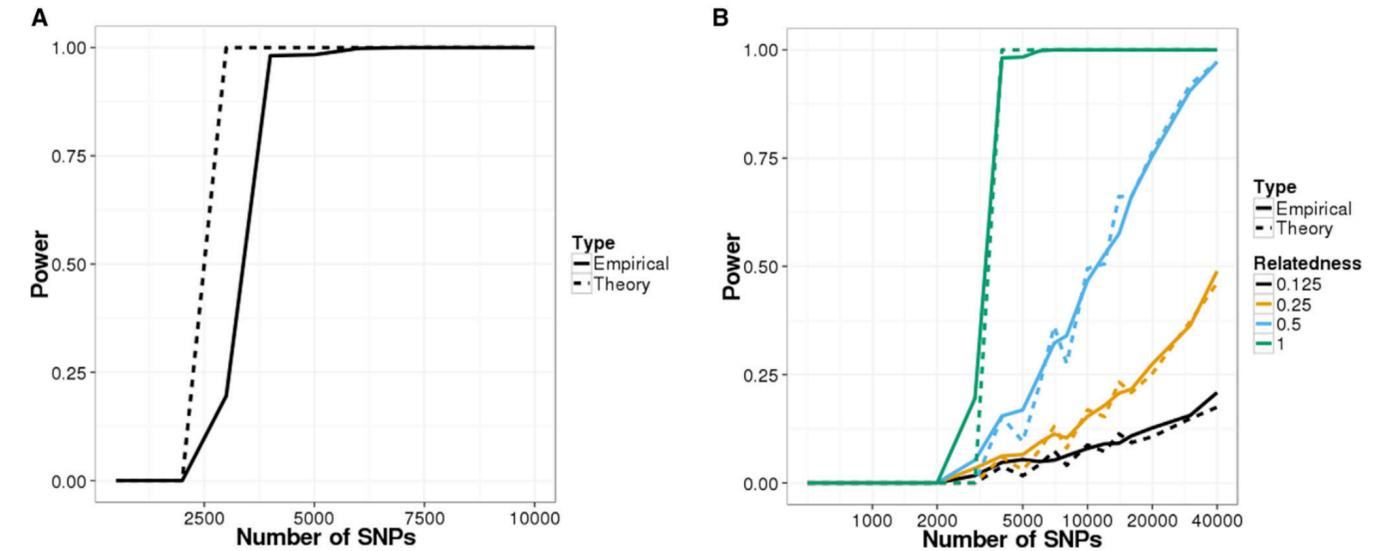 A
1.00
0.75
0.50
0.25
0.00
Power
2500 5000 7500 10000
Number of SNPs
Type
Empirical
Theory
B
1.00
0.75
0.50
0.25
0.00
Power
1000 2000 5000 10000 20000 40000
Number of SNPs
Type
Empirical
Theory
Relatedness
0.125
0.25
0.5
1